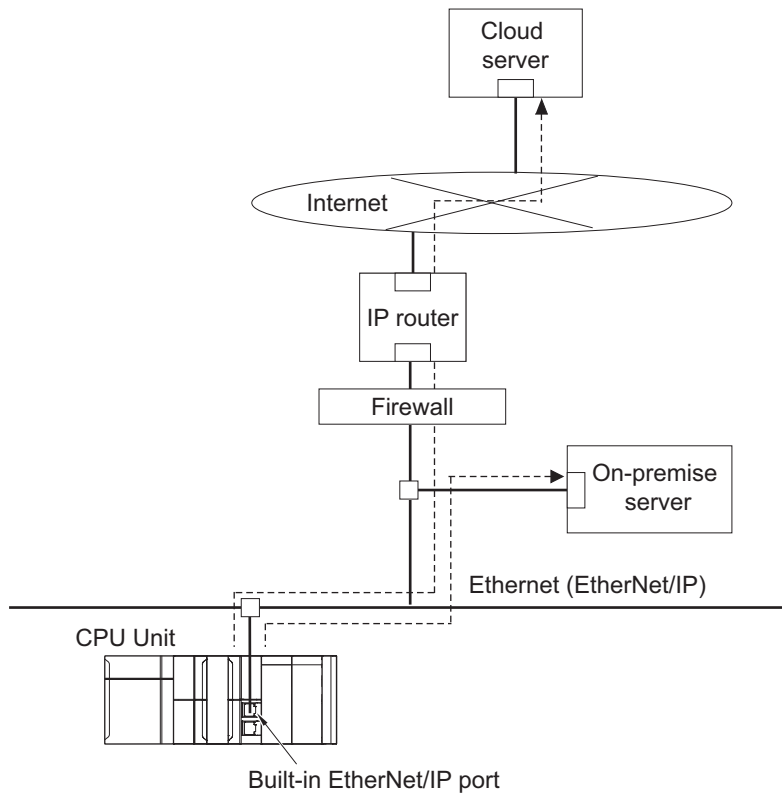 Cloud
server
Internet
IP router
Firewall
On-premise
server
Ethernet (EtherNet/IP)
CPU Unit
Built-in EtherNet/IP port